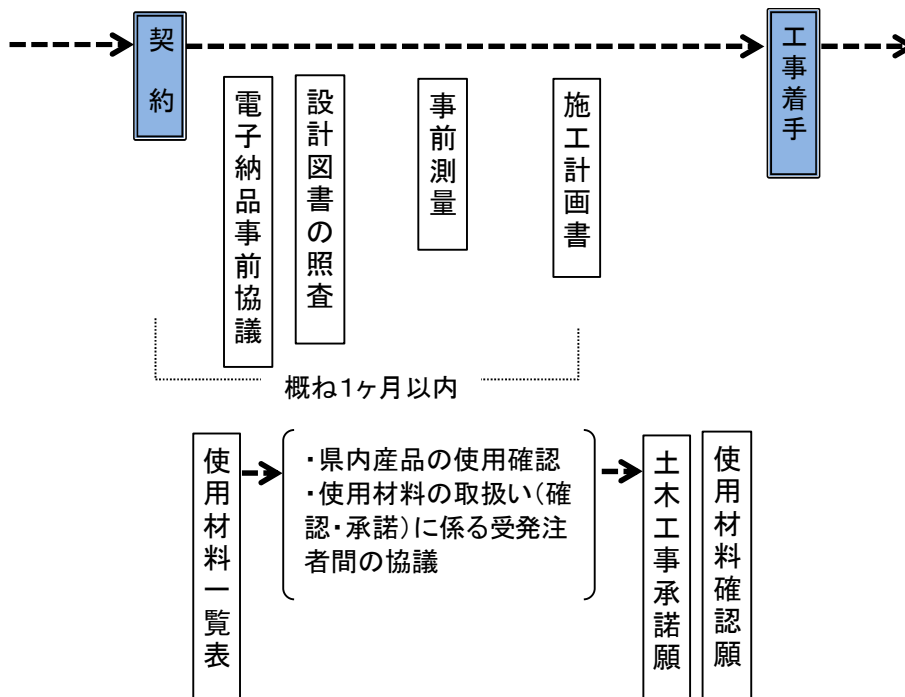 契約
工事着手
電子納品事前協議
設計図書の照査
事前測量
施工計画書
概ね1ヶ月以内
使用材料一覧表
・県内産品の使用確認
・使用材料の取扱い(確
認・承諾)に係る受発注
者間の協議
土木工事承諾願
使用材料確認願